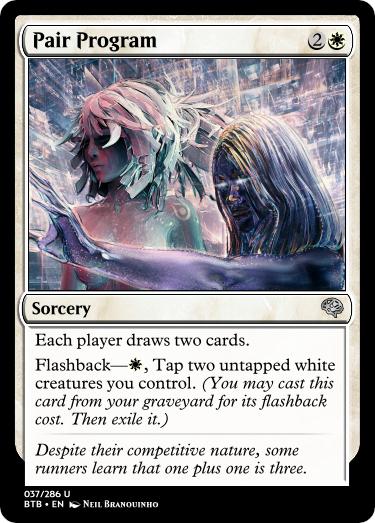 Pair Program 2
Sorcery
Each player draws two cards.
Flashback—, Tap two untapped white
creatures you control. (You may cast this
card from your graveyard for its flashback
cost. Then exile it.)
Despite their competitive nature, some
runners learn that one plus one is three.
037/286 U
BTB • EN Neil Branquinho